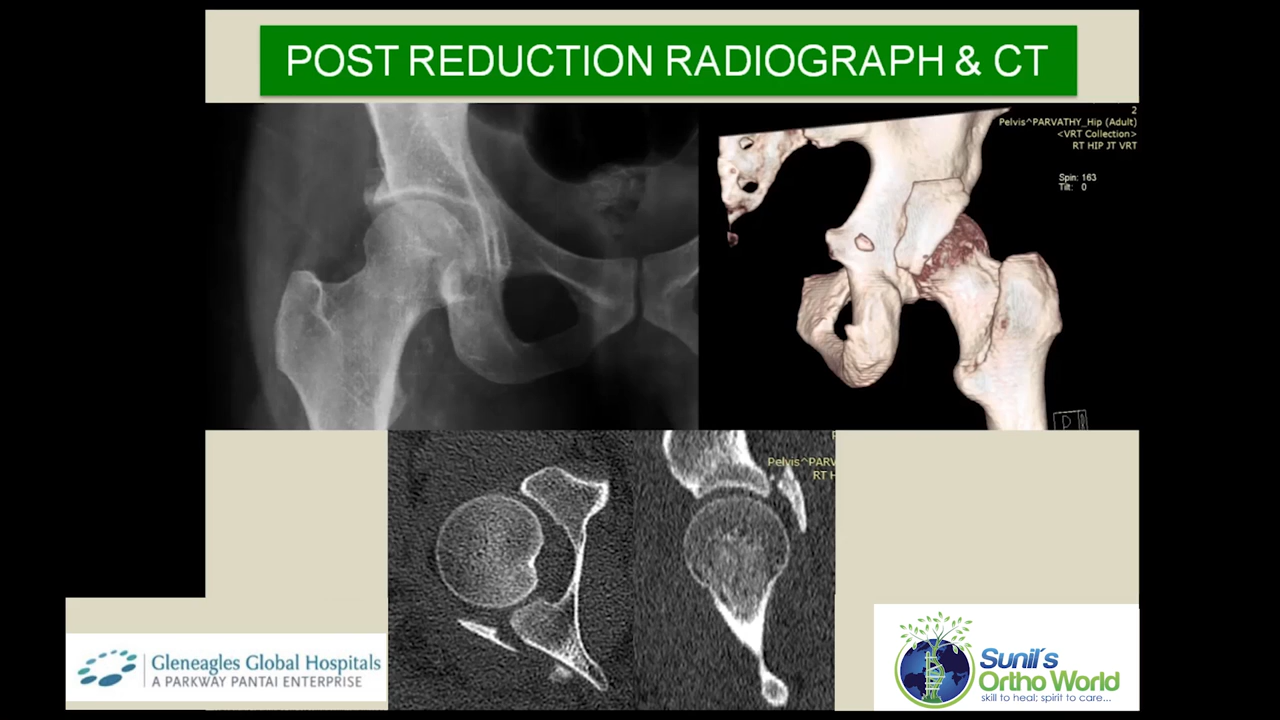 POST REDUCTION RADIOGRAPH & CT
2
Pelvis^PARVATHY_Hip (Adult)
<VRT Collection>
RT HIP JT VRT
Spin: 163
Tilt: 0
P
Pelvis^PARV
RT H
Gleneagles Global Hospitals
A PARKWAY PANTAI ENTERPRISE
Sunil's
Ortho World
skill to heal; spirit to care...